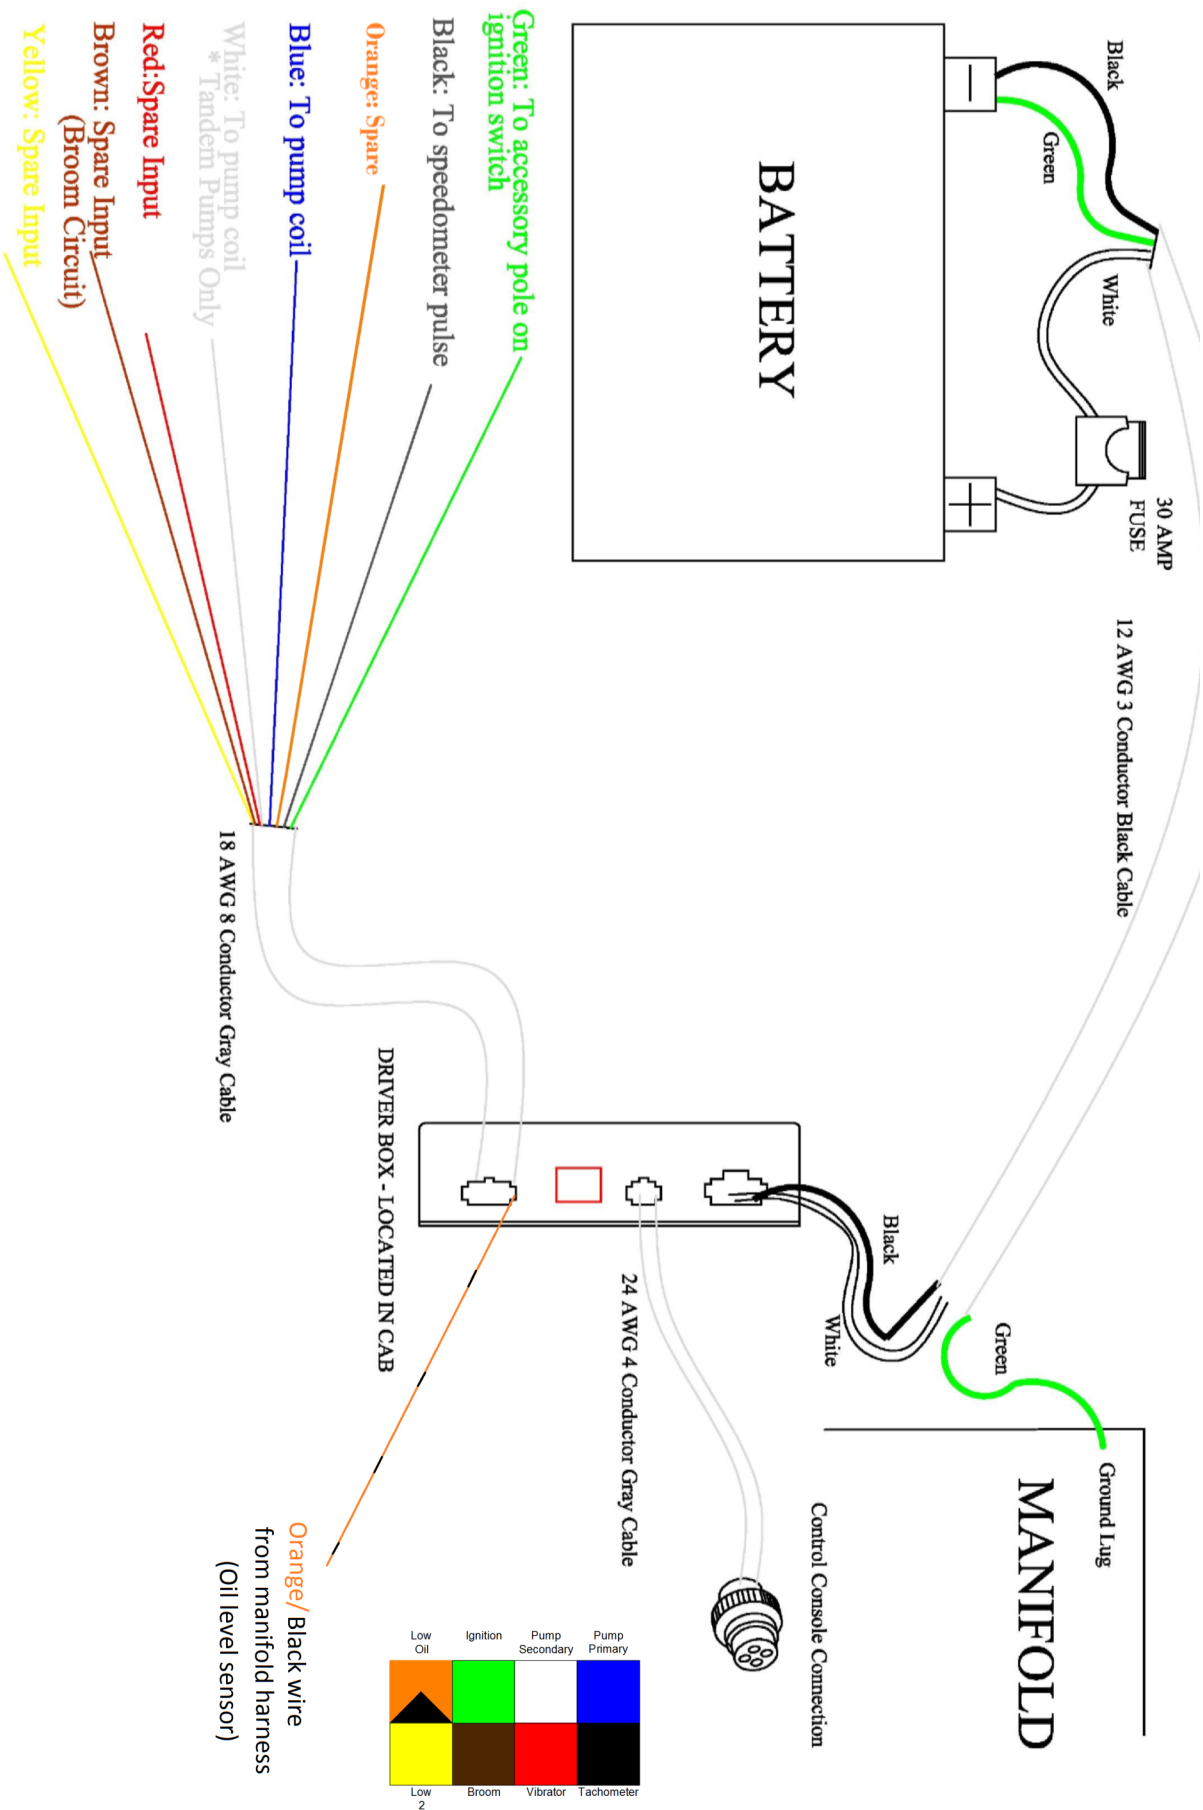 Green: To accessory pole on
ignition switch
Black: To speedometer pulse
Orange: Spare
Blue: To pump coil
White: To pump coil
* Tandem Pumps Only
Red:Spare Input
Brown: Spare Input
(Broom Circuit)
Yellow: Spare Input
BATTERY
Black
Green
White
30 AMP
FUSE
12 AWG 3 Conductor Black Cable
18 AWG 8 Conductor Gray Cable
DRIVER BOX - LOCATED IN CAB
Black
White
Green
Ground Lug
MANIFOLD
24 AWG 4 Conductor Gray Cable
Control Console Connection
Orange/ Black wire
from manifold harness
(Oil level sensor)
Low
Oil
Ignition
Pump
Secondary
Pump
Primary
Low
2
Broom
Vibrator
Tachometer